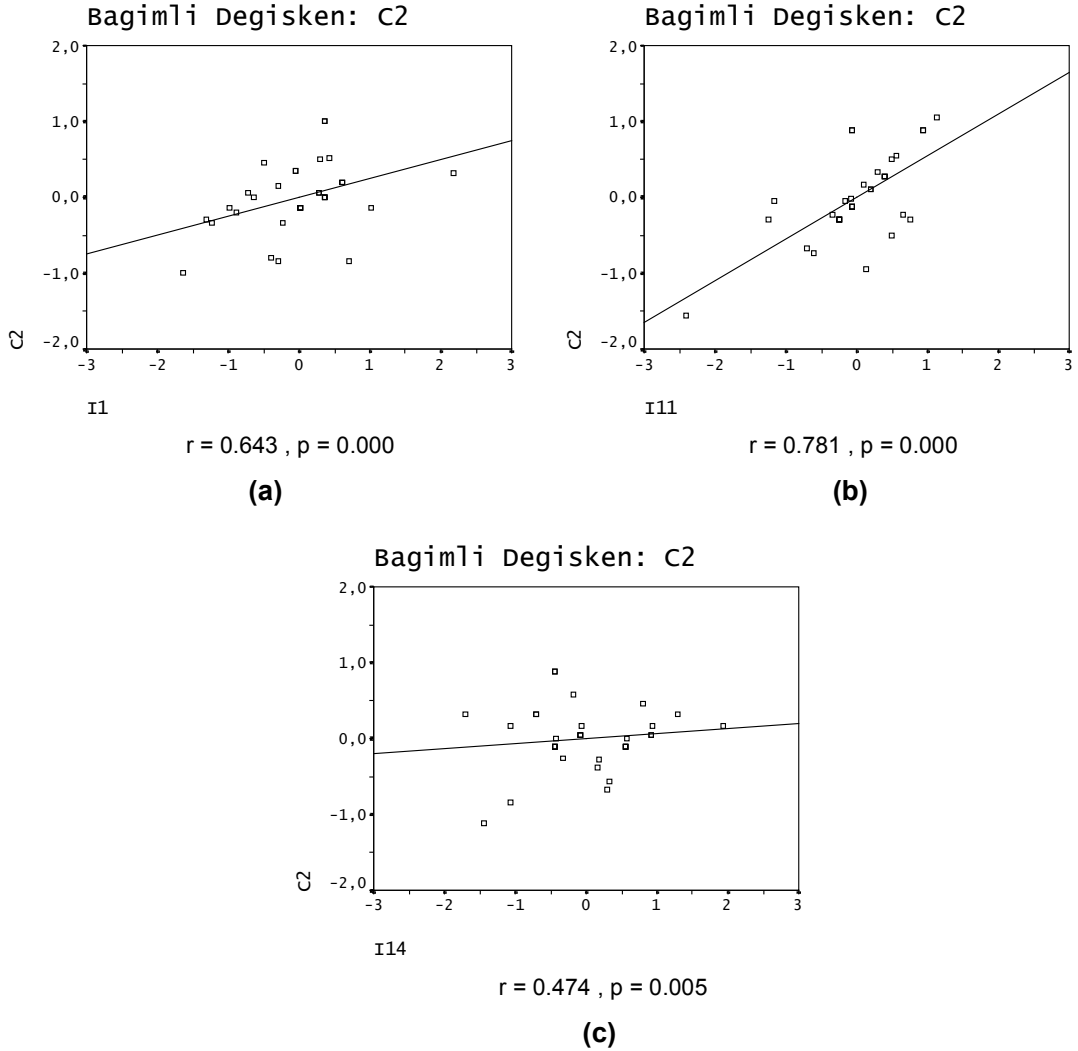 Bagimli Degisken: C2
2,0
1,0
0,0
-1,0
-2,0
C2
-3 -2 -1 0 1 2 3
I1
r = 0.643 , p = 0.000
(a)
Bagimli Degisken: C2
2,0
1,0
0,0
-1,0
-2,0
C2
-3 -2 -1 0 1 2 3
I11
r = 0.781 , p = 0.000
(b)
Bagimli Degisken: C2
2,0
1,0
0,0
-1,0
-2,0
C2
-3 -2 -1 0 1 2 3
I14
r = 0.474 , p = 0.005
(c)